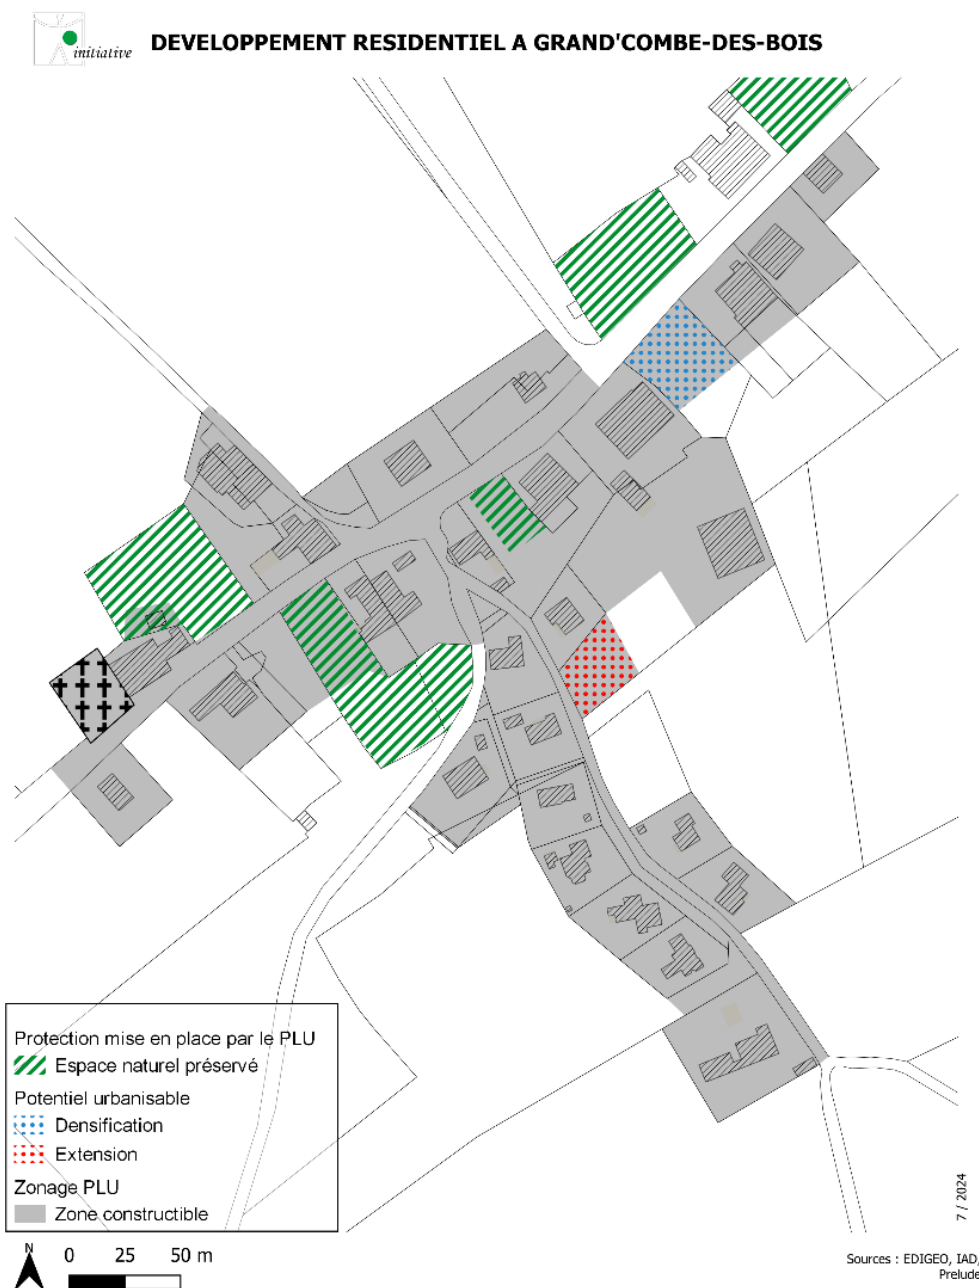 initiative
DEVELOPPEMENT RESIDENTIEL A GRAND'COMBE-DES-BOIS
Protection mise en place par le PLU
Espace naturel préservé
Potentiel urbanisable
Densification
Extension
Zonage PLU
Zone constructible
7 / 2024
N
0 25 50 m
Sources : EDIGEO, IAD,
Prelude